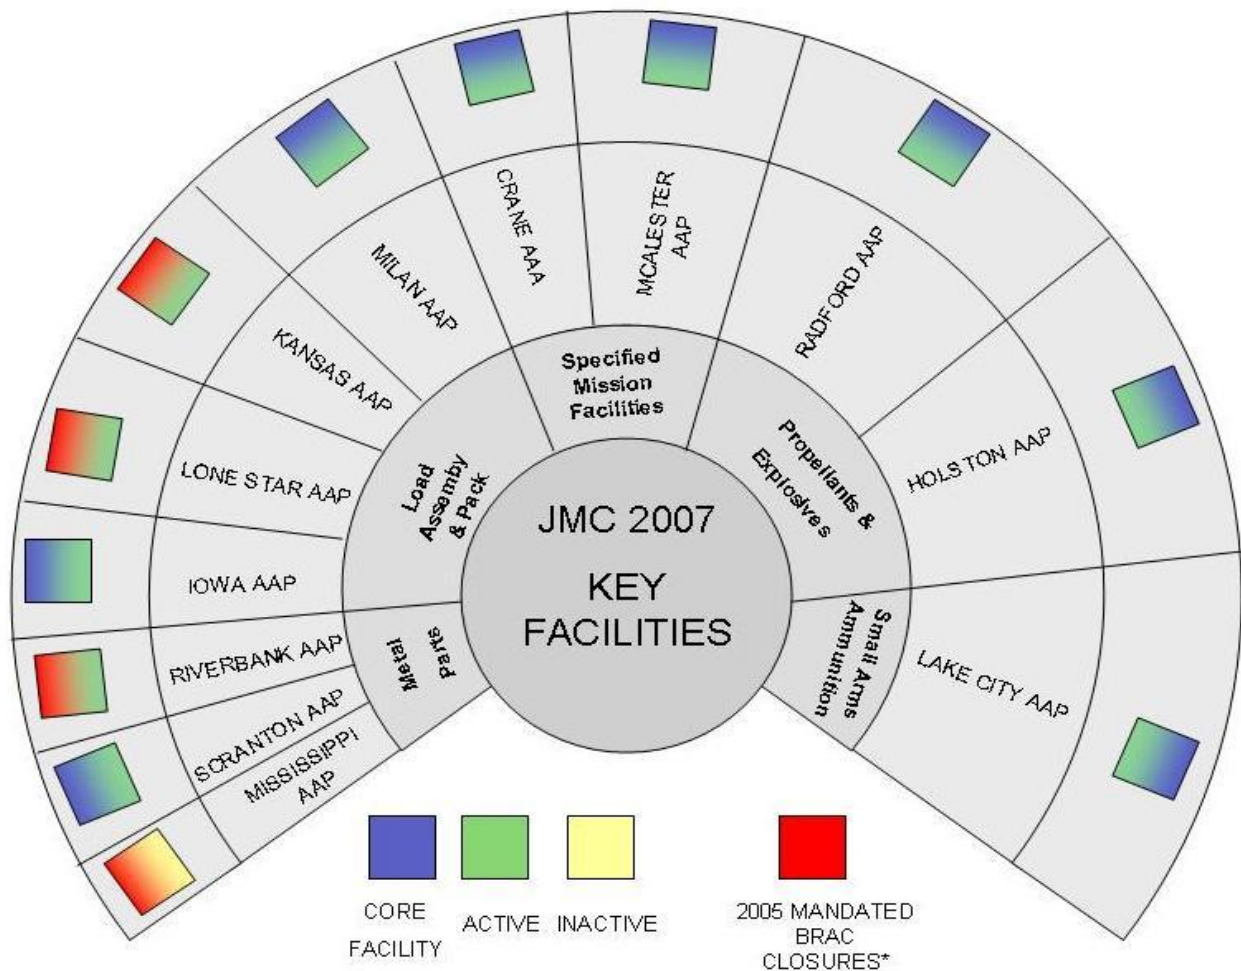 CRANE AAA
MCALESTER
AAP
MILAN AAP
RADFORD AAP
KANSAS AAP
Specified
Mission
Facilities
HOLSTON AAP
LONE STAR AAP
Load
Assemby
& Pack
Propellants &
Explosives
JMC 2007
KEY
FACILITIES
IOWA AAP
RIVERBANK AAP
Metal
Parts
Small Arms
Ammunition
LAKE CITY AAP
SCRANTON AAP
MISSISSIPPI
AAP
CORE
FACILITY
ACTIVE
INACTIVE
2005 MANDATED
BRAC
CLOSURES*